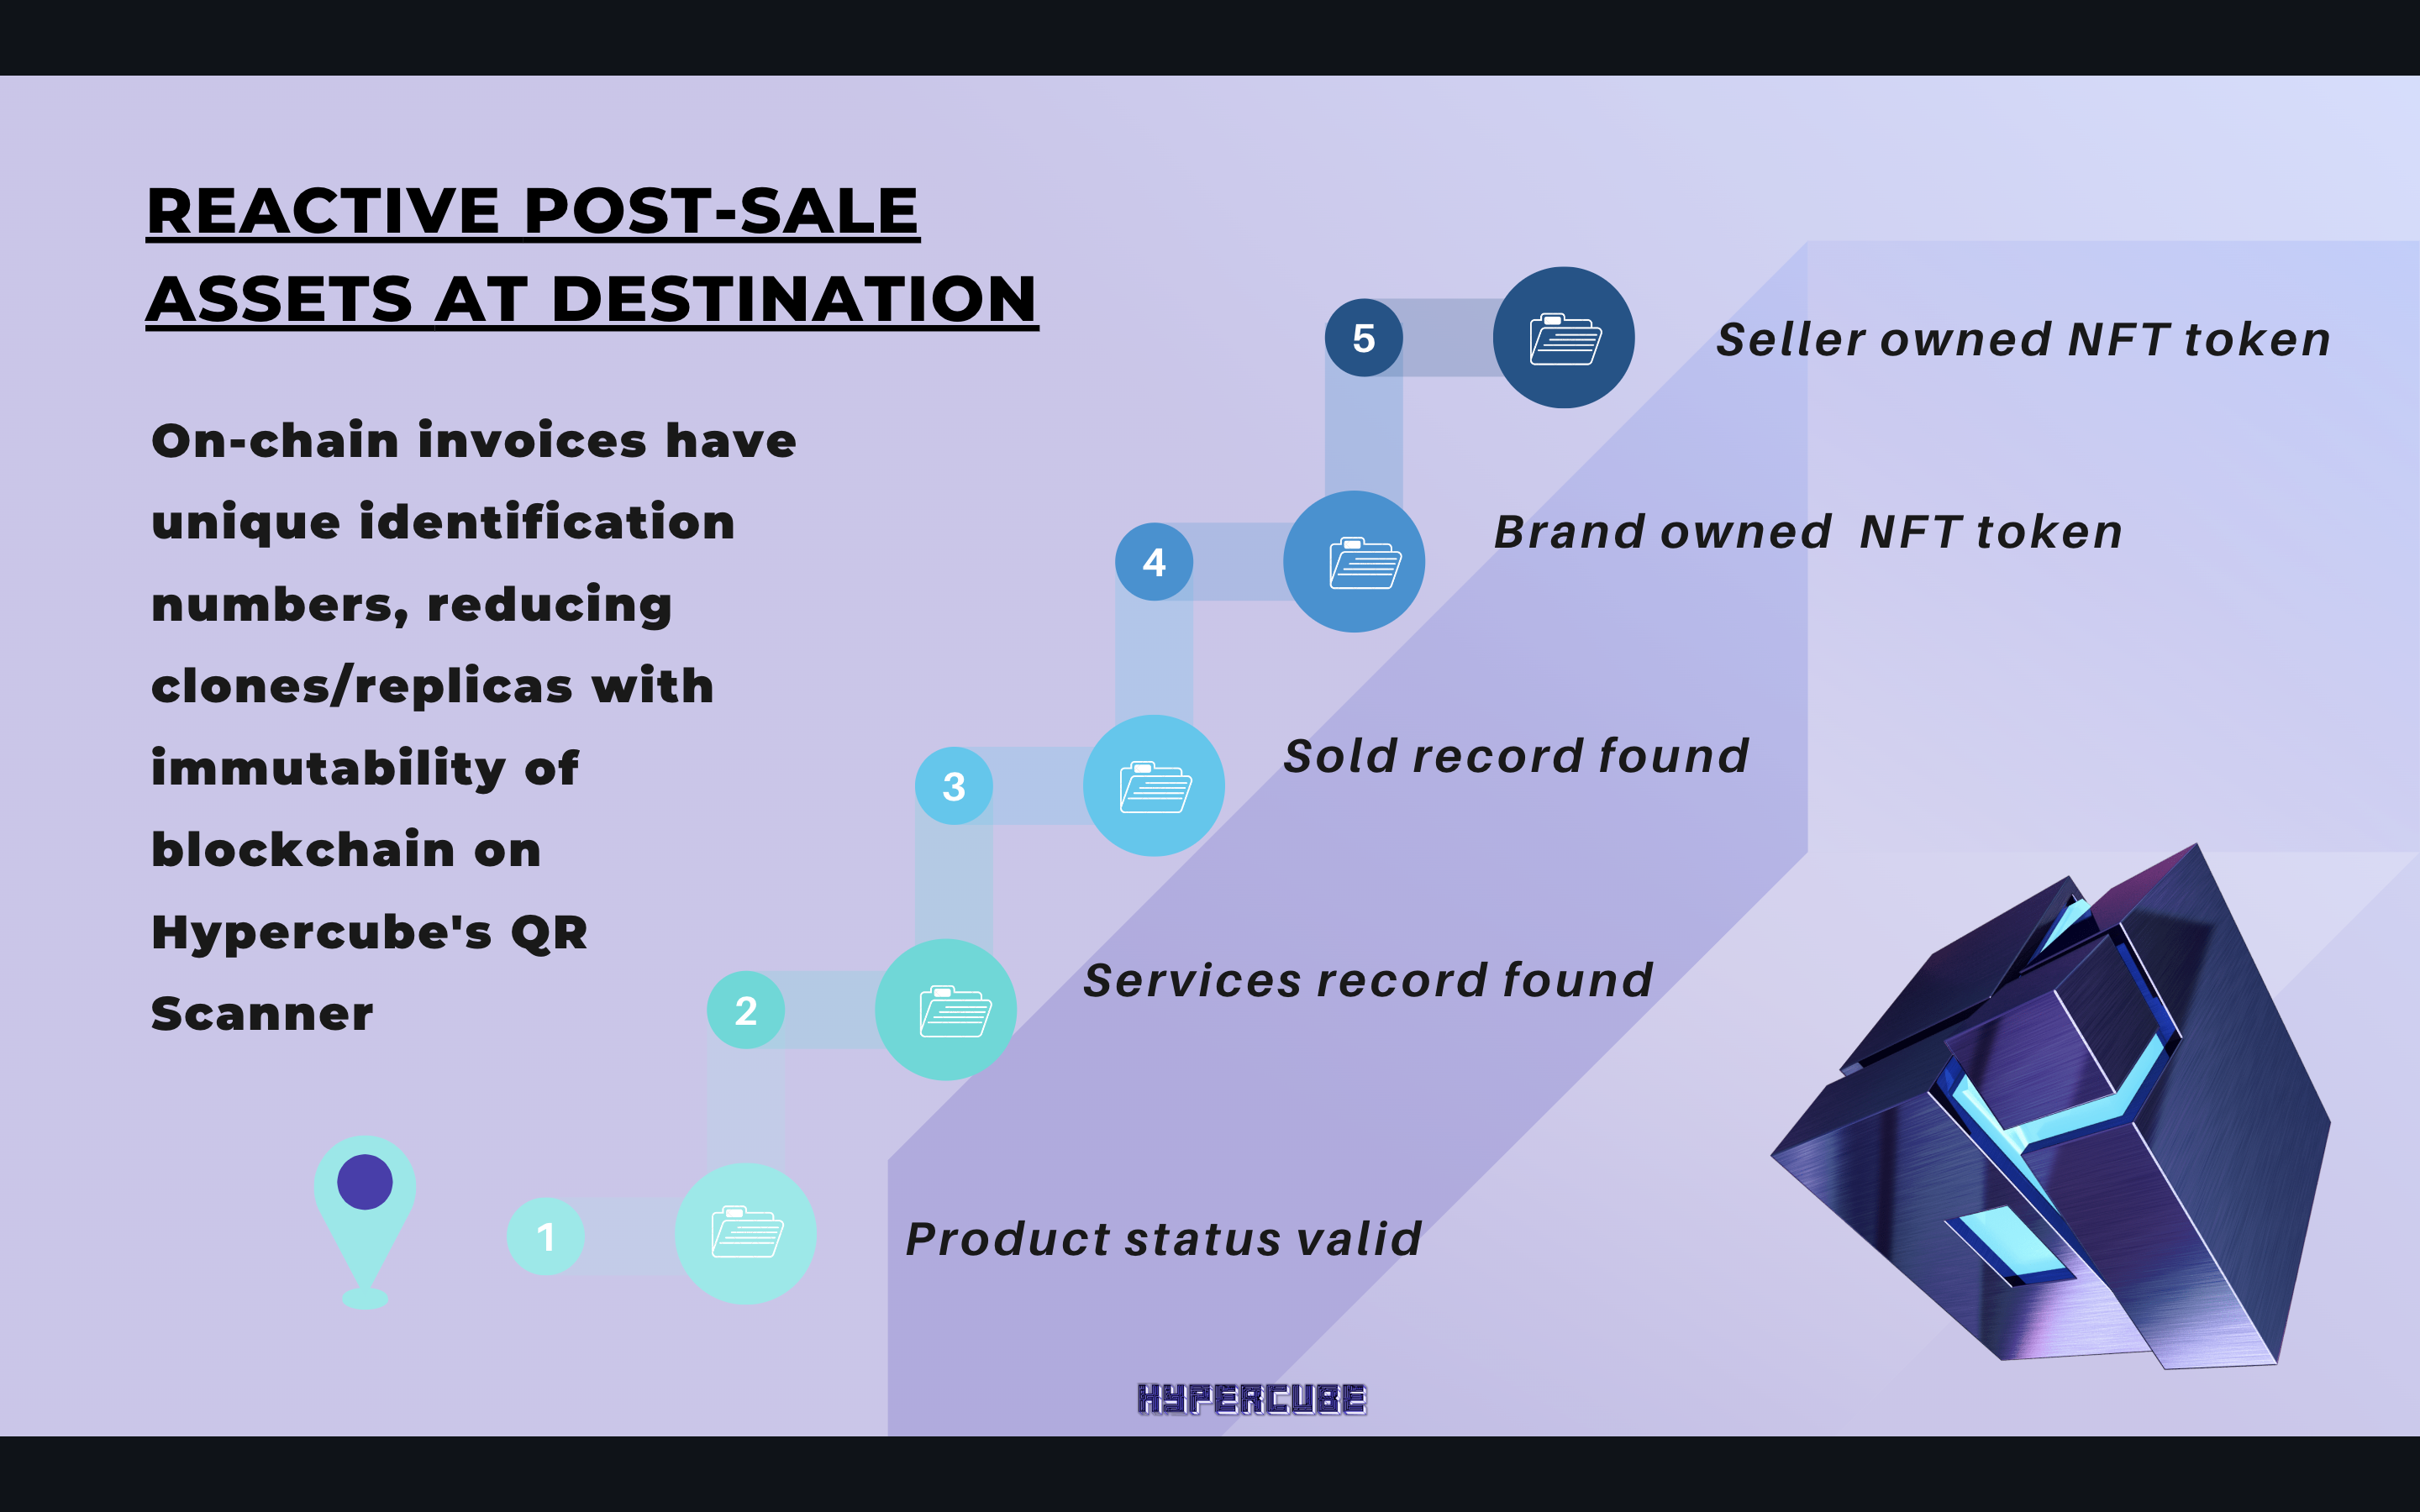 REACTIVE POST-SALE
ASSETS AT DESTINATION
On-chain invoices have
unique identification
numbers, reducing
clones/replicas with
immutability of
blockchain on
Hypercube's QR
Scanner
5
Seller owned NFT token
4
Brand owned NFT token
3
Sold record found
2
Services record found
1
Product status valid
HYPERCUBE